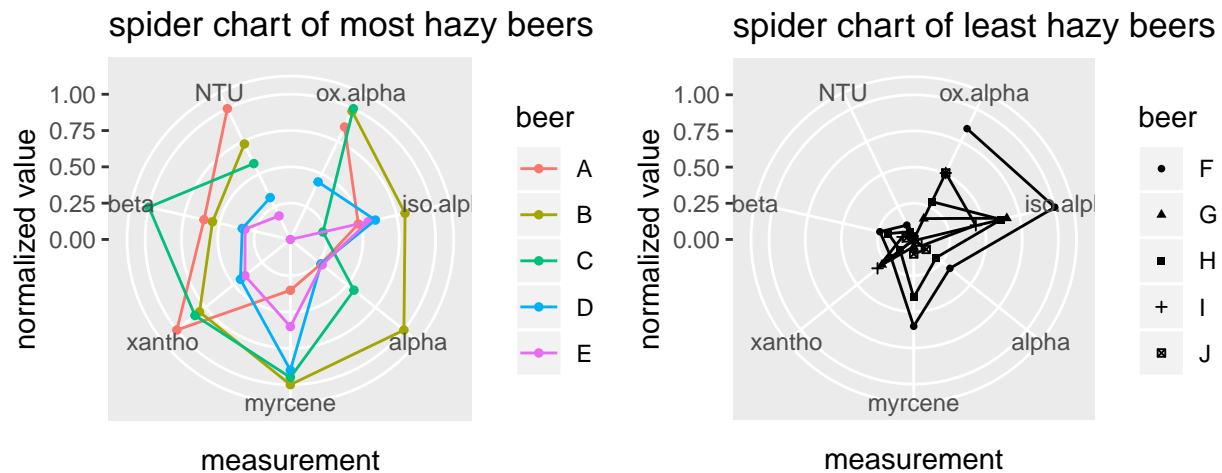 spider chart of most hazy beers
normalized value
1.00
0.75
0.50
0.25
0.00
NTU
ox.alpha
beta
iso.alpl
xantho
alpha
myrcene
measurement
beer
A
B
C
D
E
spider chart of least hazy beers
normalized value
1.00
0.75
0.50
0.25
0.00
NTU
ox.alpha
beta
iso.alpl
xantho
alpha
myrcene
measurement
beer
F
G
H
I
J